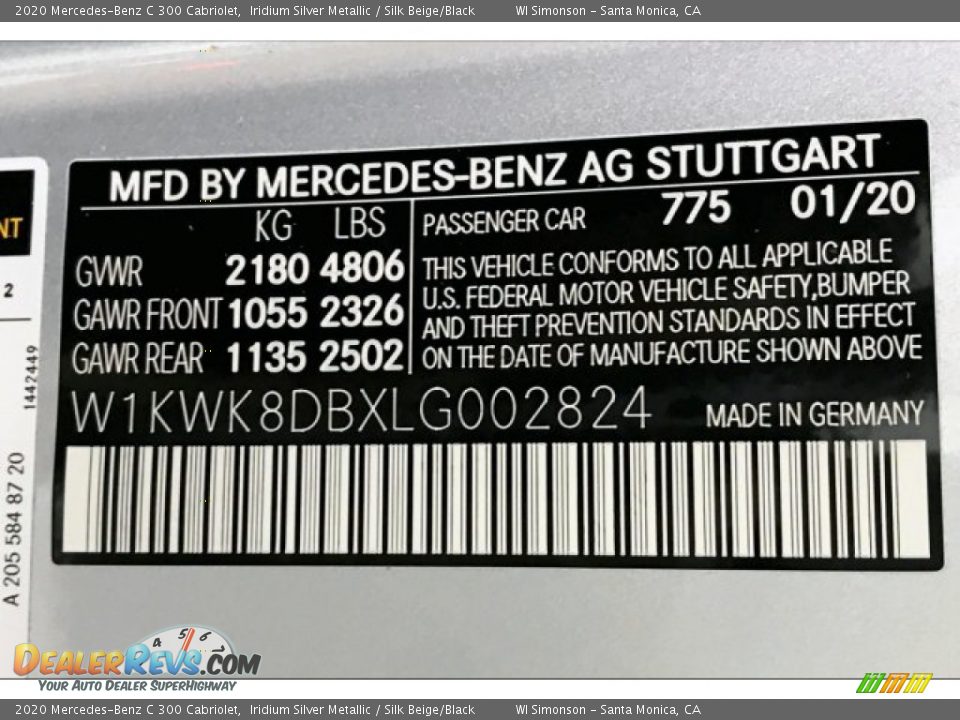 2020 Mercedes-Benz C 300 Cabriolet, Iridium Silver Metallic / Silk Beige/Black WI Simonson - Santa Monica, CA
MFD BY MERCEDES-BENZ AG STUTTGART
KG LBS
GVWR 2180 4806
GAWR FRONT 1055 2326
GAWR REAR 1135 2502
PASSENGER CAR 775 01/20
THIS VEHICLE CONFORMS TO ALL APPLICABLE
U.S. FEDERAL MOTOR VEHICLE SAFETY,BUMPER
AND THEFT PREVENTION STANDARDS IN EFFECT
ON THE DATE OF MANUFACTURE SHOWN ABOVE
W1KWK8DBXLG002824 MADE IN GERMANY
2
1442449
A 205 584 87 20
4 5 6
DealerRevs.com
Your Auto Dealer SuperHighway
2020 Mercedes-Benz C 300 Cabriolet, Iridium Silver Metallic / Silk Beige/Black WI Simonson - Santa Monica, CA